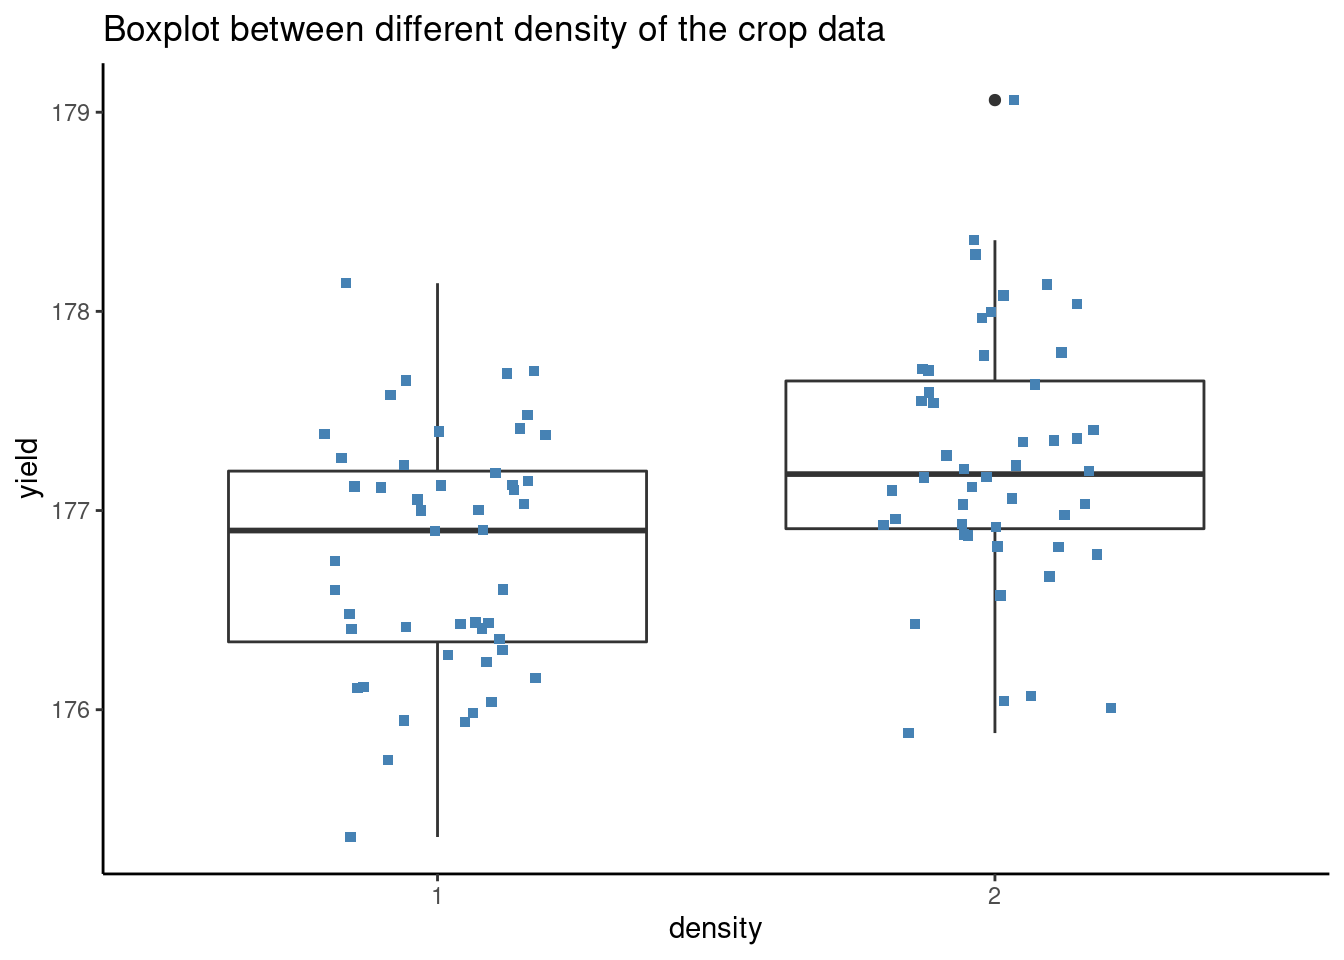 Boxplot between different density of the crop data
179
178
177
176
yield
1
2
density